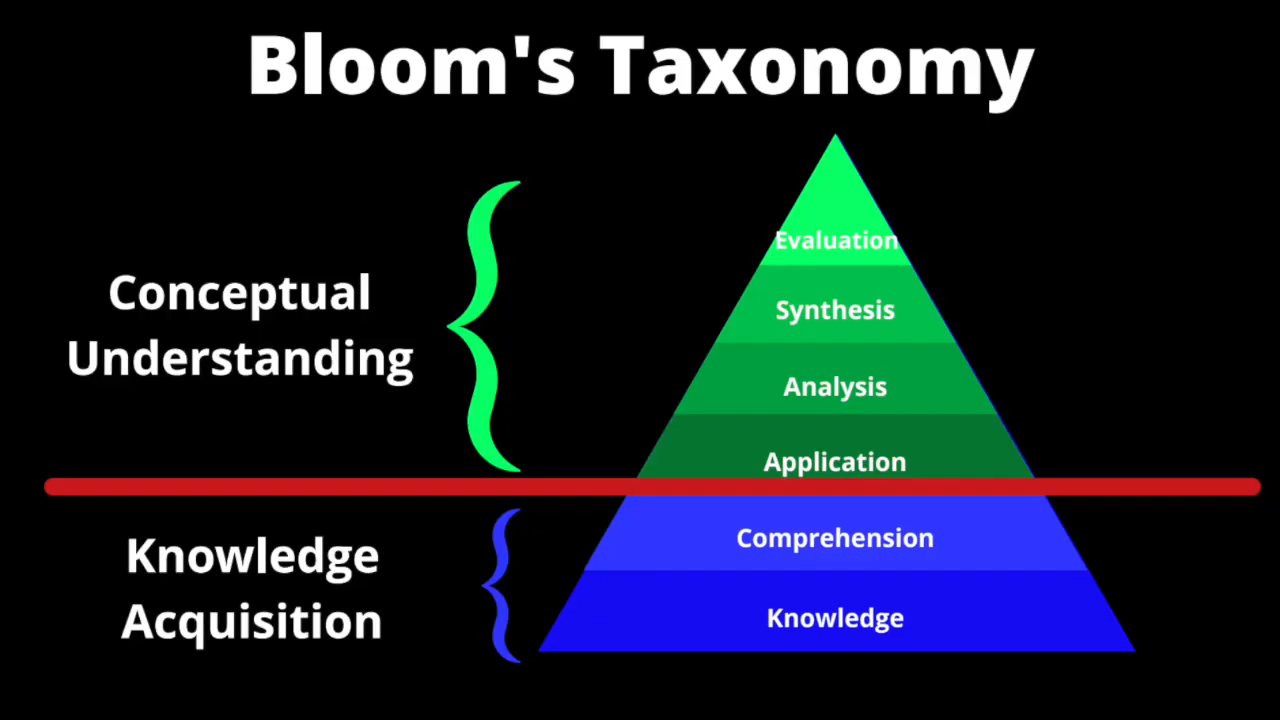 Bloom's Taxonomy
Conceptual
Understanding
Evaluation
Synthesis
Analysis
Application
Knowledge
Acquisition
Comprehension
Knowledge